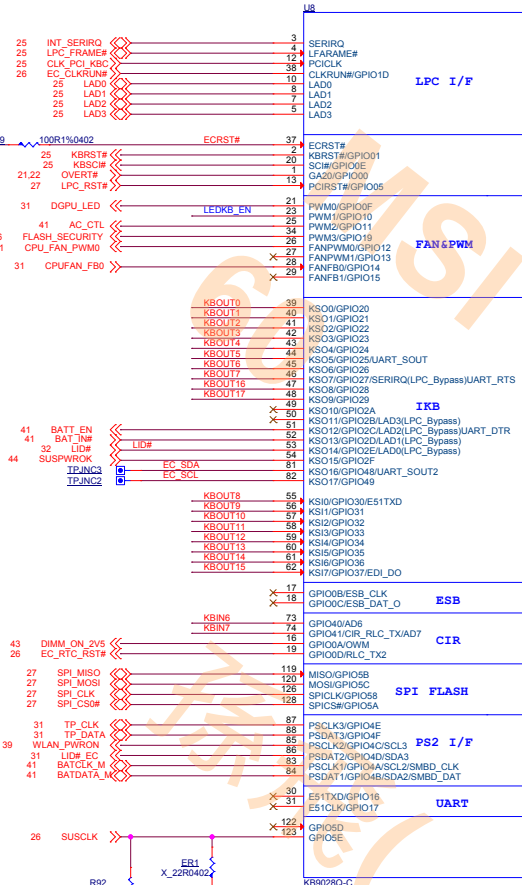 U8
25 INT_SERIRQ 3 SERIRQ
25 LPC_FRAME# 4 LFARAME#
25 CLK_PCI_KBC 12 PCICLK
26 EC_CLKRUN# 38 CLKRUN#/GPIO1D
25 LAD0 10 LAD0
25 LAD1 8 LAD1
25 LAD2 7 LAD2
25 LAD3 5 LAD3
LPC I/F
9 100R1%0402 ECRST# 37 ECRST#
25 KBRST# 2 KBRST#/GPIO01
25 KBSCI# 20 SCI#/GPIO0E
21,22 OVERT# 1 GA20/GPIO00
27 LPC_RST# 13 PCIRST#/GPIO05
31 DGPU_LED 21 PWM0/GPIO0F
LEDKB_EN 23 PWM1/GPIO10
41 AC_CTL 25 PWM2/GPIO11
FLASH_SECURITY 34 PWM3/GPIO19
CPU_FAN_PWM0 26 FANPWM0/GPIO12
27 FANPWM1/GPIO13
31 CPUFAN_FB0 28 FANFB0/GPIO14
29 FANFB1/GPIO15
FAN&PWM
KBOUT0 39 KSO0/GPIO20
KBOUT1 40 KSO1/GPIO21
KBOUT2 41 KSO2/GPIO22
KBOUT3 42 KSO3/GPIO23
KBOUT4 43 KSO4/GPIO24
KBOUT5 44 KSO5/GPIO25/UART_SOUT
KBOUT6 45 KSO6/GPIO26
KBOUT7 46 KSO7/GPIO27/SERIRQ(LPC_Bypass)UART_RTS
KBOUT16 47 KSO8/GPIO28
KBOUT17 48 KSO9/GPIO29
49 KSO10/GPIO2A
50 KSO11/GPIO2B/LAD3(LPC_Bypass)
41 BATT_EN 51 KSO12/GPIO2C/LAD2(LPC_Bypass)UART_DTR
41 BAT_IN# 52 KSO13/GPIO2D/LAD1(LPC_Bypass)
32 LID# LID# 53 KSO14/GPIO2E/LAD0(LPC_Bypass)
44 SUSPWROK 54 KSO15/GPIO2F
TPJNC3 EC_SDA 81 KSO16/GPIO48/UART_SOUT2
TPJNC2 EC_SCL 82 KSO17/GPIO49
IKB
KBOUT8 55 KSI0/GPIO30/E51TXD
KBOUT9 56 KSI1/GPIO31
KBOUT10 57 KSI2/GPIO32
KBOUT11 58 KSI3/GPIO33
KBOUT12 59 KSI4/GPIO34
KBOUT13 60 KSI5/GPIO35
KBOUT14 61 KSI6/GPIO36
KBOUT15 62 KSI7/GPIO37/EDI_DO
17 GPIO0B/ESB_CLK
18 GPIO0C/ESB_DAT_O
ESB
KBIN6 73 GPIO40/AD6
KBIN7 74 GPIO41/CIR_RLC_TX/AD7
43 DIMM_ON_2V5 16 GPIO0A/OWM
26 EC_RTC_RST# 19 GPIO0D/RLC_TX2
CIR
27 SPI_MISO 119 MISO/GPIO5B
27 SPI_MOSI 120 MOSI/GPIO5C
27 SPI_CLK 126 SPICLK/GPIO58
27 SPI_CS0# 128 SPICS#/GPIO5A
SPI FLASH
31 TP_CLK 87 PSCLK3/GPIO4E
31 TP_DATA 88 PSDAT3/GPIO4F
39 WLAN_PWRON 85 PSCLK2/GPIO4C/SCL3
31 LID#_EC 86 PSDAT2/GPIO4D/SDA3
41 BATCLK_M 83 PSCLK1/GPIO4A/SCL2/SMBD_CLK
41 BATDATA_M 84 PSDAT1/GPIO4B/SDA2/SMBD_DAT
PS2 I/F
30 E51TXD/GPIO16
31 E51CLK/GPIO17
UART
122 GPIO5D
26 SUSCLK 123 GPIO5E
ER1
X_22R0402
R92
KB9028Q-C
MSI